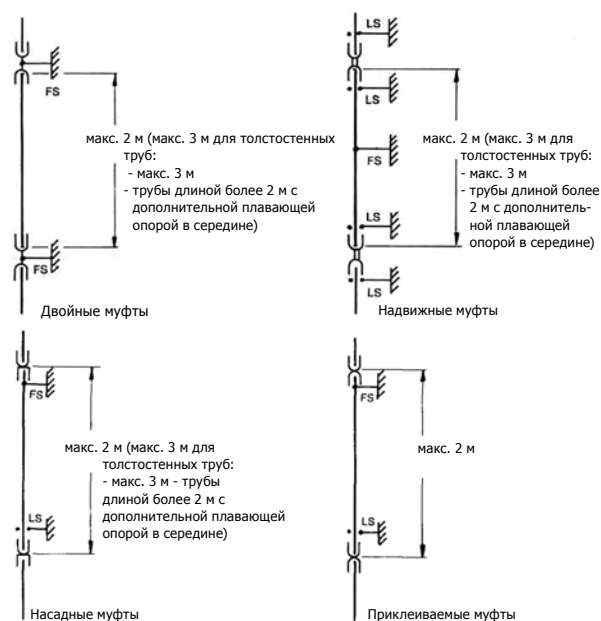 FS
макс. 2 м (макс. 3 м для толстостенных
труб:
- макс. 3 м
- трубы длиной более 2 м с
дополнительной плавающей
опорой в середине)
FS
Двойные муфты
LS
LS
макс. 2 м (макс. 3 м для
толстостенных труб:
- макс. 3 м
- трубы длиной более
2 м с дополнитель-
ной плавающей
опорой в середине)
FS
LS
LS
Надвижные муфты
FS
макс. 2 м (макс. 3 м для
толстостенных труб:
- макс. 3 м - трубы
длиной более 2 м с
дополнительной плавающей
опорой в середине)
LS
Насадные муфты
FS
макс. 2 м
LS
Приклеиваемые муфты